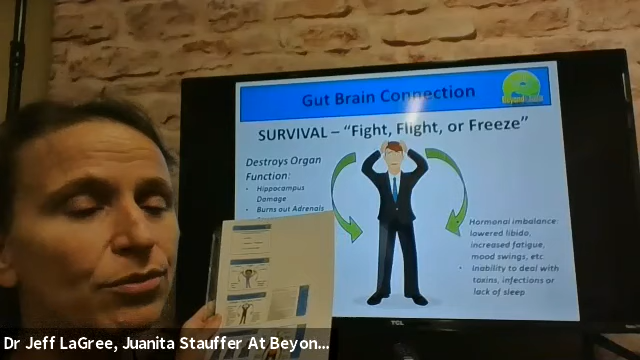 Gut Brain Connection
SURVIVAL – "Fight, Flight, or Freeze"
Destroys Organ
Function:
• Hippocampus
Damage
• Burns out Adrenals
Hormonal imbalance:
lowered libido,
increased fatigue,
mood swings, etc
• Inability to deal with
toxins, infections or
lack of sleep
TCL
Dr Jeff LaGree, Juanita Stauffer At Beyon...